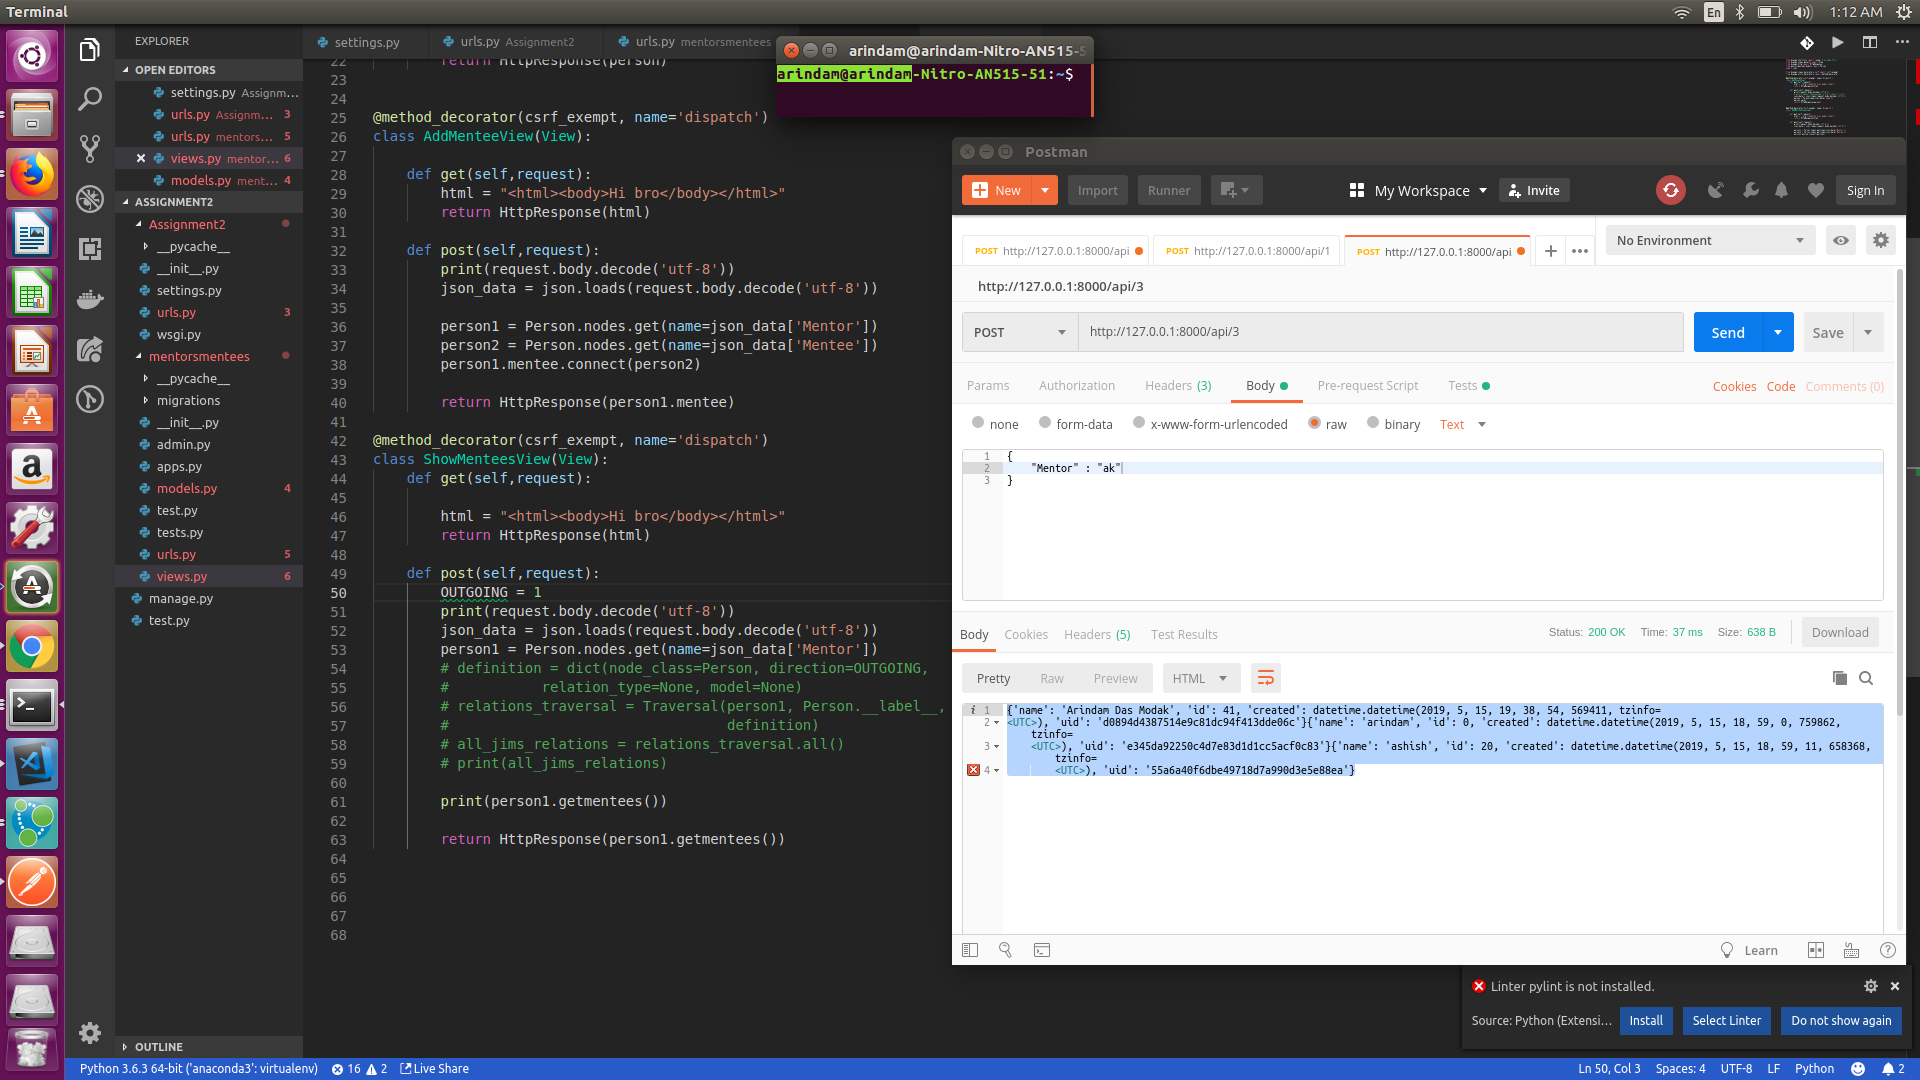 Terminal
En
1:12 AM
EXPLORER
OPEN EDITORS
settings.py Assignm...
urls.py Assignm... 3
urls.py mentors... 5
views.py mentor... 6
models.py ment... 4
ASSIGNMENT2
Assignment2
__pycache__
__init__.py
settings.py
urls.py 3
wsgi.py
mentorsmentees
__pycache__
migrations
__init__.py
admin.py
apps.py
models.py 4
test.py
tests.py
urls.py 5
views.py 6
manage.py
test.py
OUTLINE
settings.py
urls.py Assignment2
urls.py mentorsmentees
arindam@arindam-Nitro-AN515-5
arindam@arindam-Nitro-AN515-51:~$
22 return HttpResponse(person)
23
24
25 @method_decorator(csrf_exempt, name='dispatch')
26 class AddMenteeView(View):
27
28 def get(self,request):
29 html = "<html><body>Hi bro</body></html>"
30 return HttpResponse(html)
31
32 def post(self,request):
33 print(request.body.decode('utf-8'))
34 json_data = json.loads(request.body.decode('utf-8'))
35
36 person1 = Person.nodes.get(name=json_data['Mentor'])
37 person2 = Person.nodes.get(name=json_data['Mentee'])
38 person1.mentee.connect(person2)
39
40 return HttpResponse(person1.mentee)
41
42 @method_decorator(csrf_exempt, name='dispatch')
43 class ShowMenteesView(View):
44 def get(self,request):
45
46 html = "<html><body>Hi bro</body></html>"
47 return HttpResponse(html)
48
49 def post(self,request):
50 OUTGOING = 1
51 print(request.body.decode('utf-8'))
52 json_data = json.loads(request.body.decode('utf-8'))
53 person1 = Person.nodes.get(name=json_data['Mentor'])
54 # definition = dict(node_class=Person, direction=OUTGOING,
55 # relation_type=None, model=None)
56 # relations_traversal = Traversal(person1, Person.__label__,
57 # definition)
58 # all_jims_relations = relations_traversal.all()
59 # print(all_jims_relations)
60
61 print(person1.getmentees())
62
63 return HttpResponse(person1.getmentees())
64
65
66
67
68
Postman
New Import Runner My Workspace Invite Sign In
POST http://127.0.0.1:8000/api
POST http://127.0.0.1:8000/api/1
POST http://127.0.0.1:8000/api
No Environment
http://127.0.0.1:8000/api/3
POST http://127.0.0.1:8000/api/3 Send Save
Params Authorization Headers (3) Body Pre-request Script Tests Cookies Code Comments (0)
none form-data x-www-form-urlencoded raw binary Text
1 {
2 "Mentor" : "ak"
3 }
Body Cookies Headers (5) Test Results Status: 200 OK Time: 37 ms Size: 638 B Download
Pretty Raw Preview HTML
i 1 {'name': 'Arindam Das Modak', 'id': 41, 'created': datetime.datetime(2019, 5, 15, 19, 38, 54, 569411, tzinfo=
2 <UTC>), 'uid': 'd0894d4387514e9c81dc94f413dde06c'}{'name': 'arindam', 'id': 0, 'created': datetime.datetime(2019, 5, 15, 18, 59, 0, 759862,
tzinfo=
3 <UTC>), 'uid': 'e345da92250c4d7e83d1d1cc5acf0c83'}{'name': 'ashish', 'id': 20, 'created': datetime.datetime(2019, 5, 15, 18, 59, 11, 658368,
tzinfo=
4 <UTC>), 'uid': '55a6a40f6dbe49718d7a990d3e5e88ea'}
Learn
Linter pylint is not installed.
Source: Python (Extensi... Install Select Linter Do not show again
Python 3.6.3 64-bit ('anaconda3': virtualenv) 16 2 Live Share
Ln 50, Col 3 Spaces: 4 UTF-8 LF Python 2